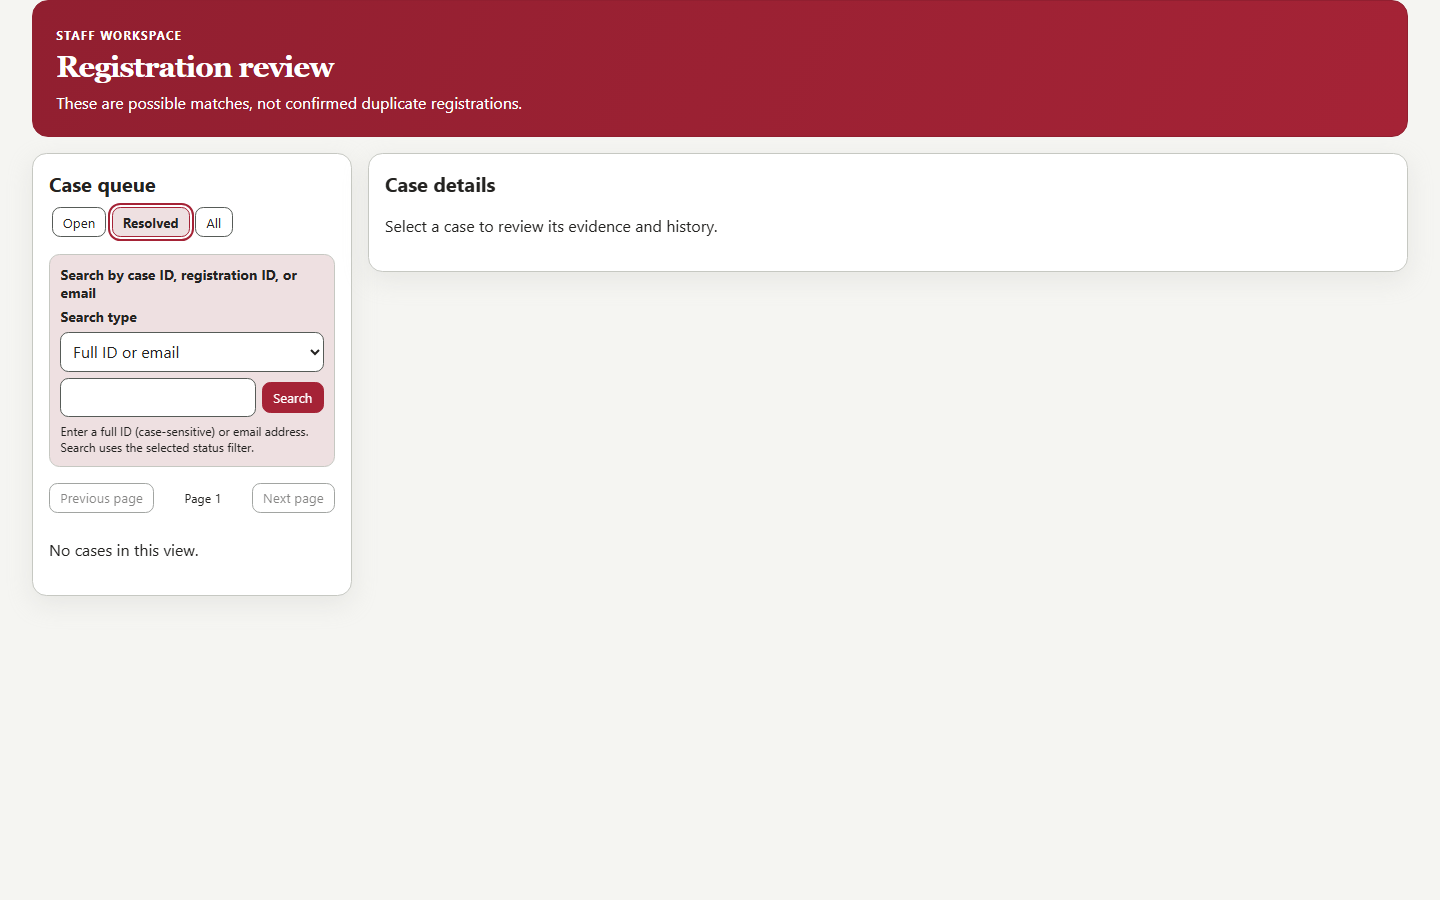 STAFF WORKSPACE
Registration review
These are possible matches, not confirmed duplicate registrations.
Case queue
Open
Resolved
All
Search by case ID, registration ID, or
email
Search type
Full ID or email
Search
Enter a full ID (case-sensitive) or email address.
Search uses the selected status filter.
Previous page
Page 1
Next page
No cases in this view.
Case details
Select a case to review its evidence and history.